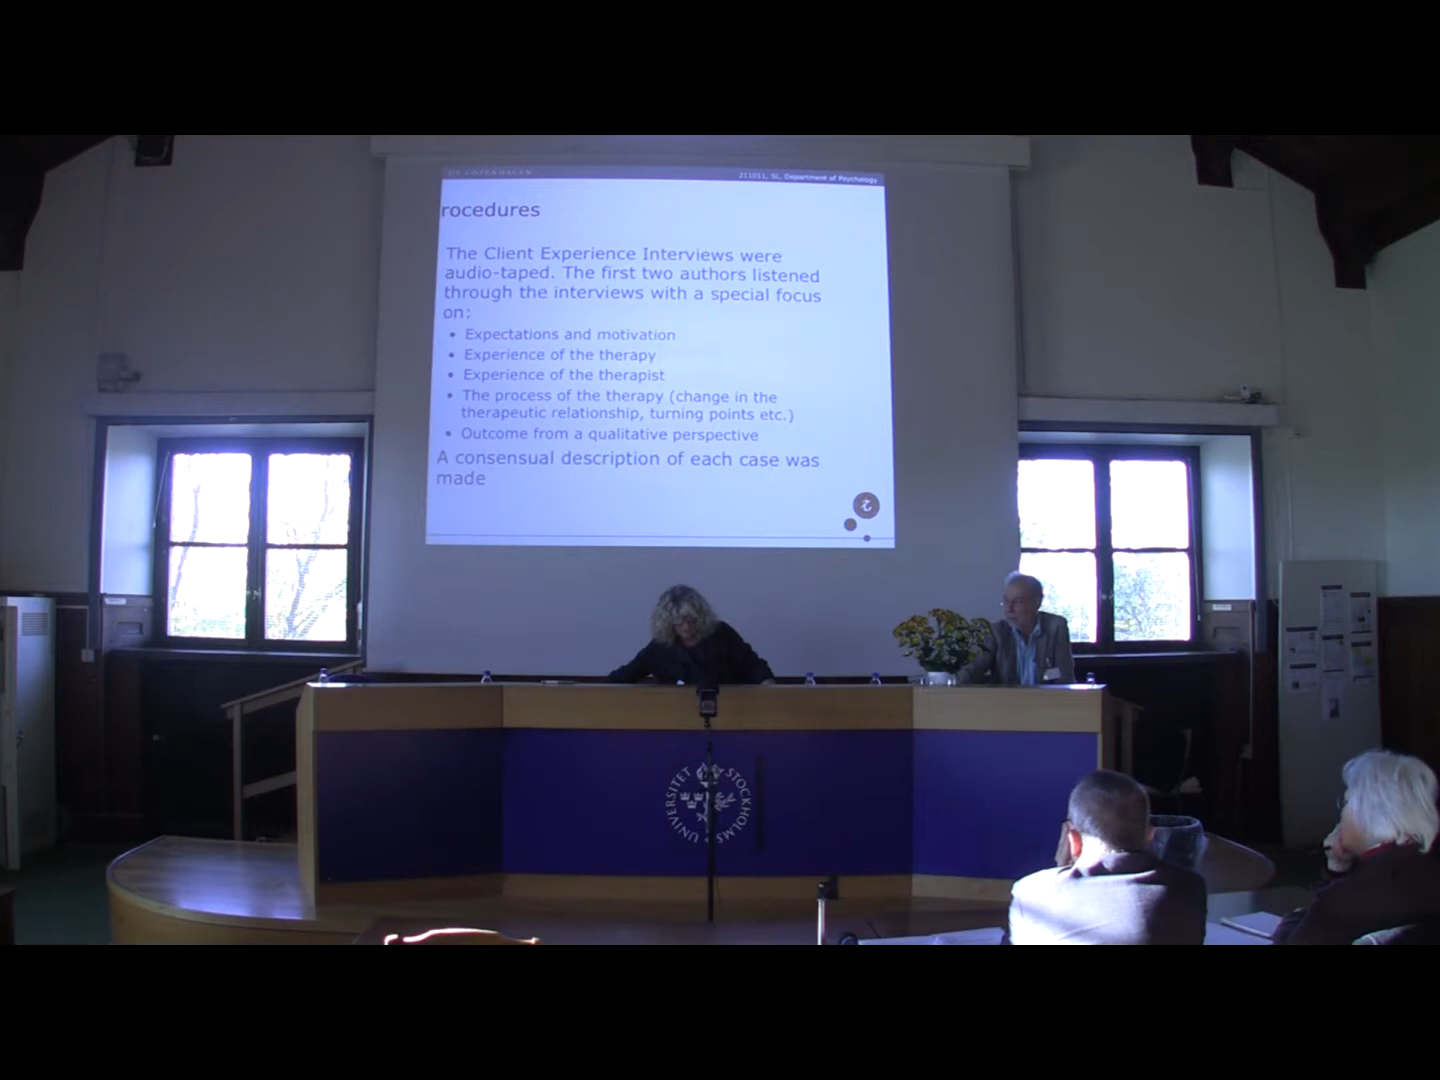 OF COPENHAGEN
211011, SL, Department of Psychology
rocedures
The Client Experience Interviews were
audio-taped. The first two authors listened
through the interviews with a special focus
on:
• Expectations and motivation
• Experience of the therapy
• Experience of the therapist
• The process of the therapy (change in the
therapeutic relationship, turning points etc.)
• Outcome from a qualitative perspective
A consensual description of each case was
made
STOCKHOLMS UNIVERSITET